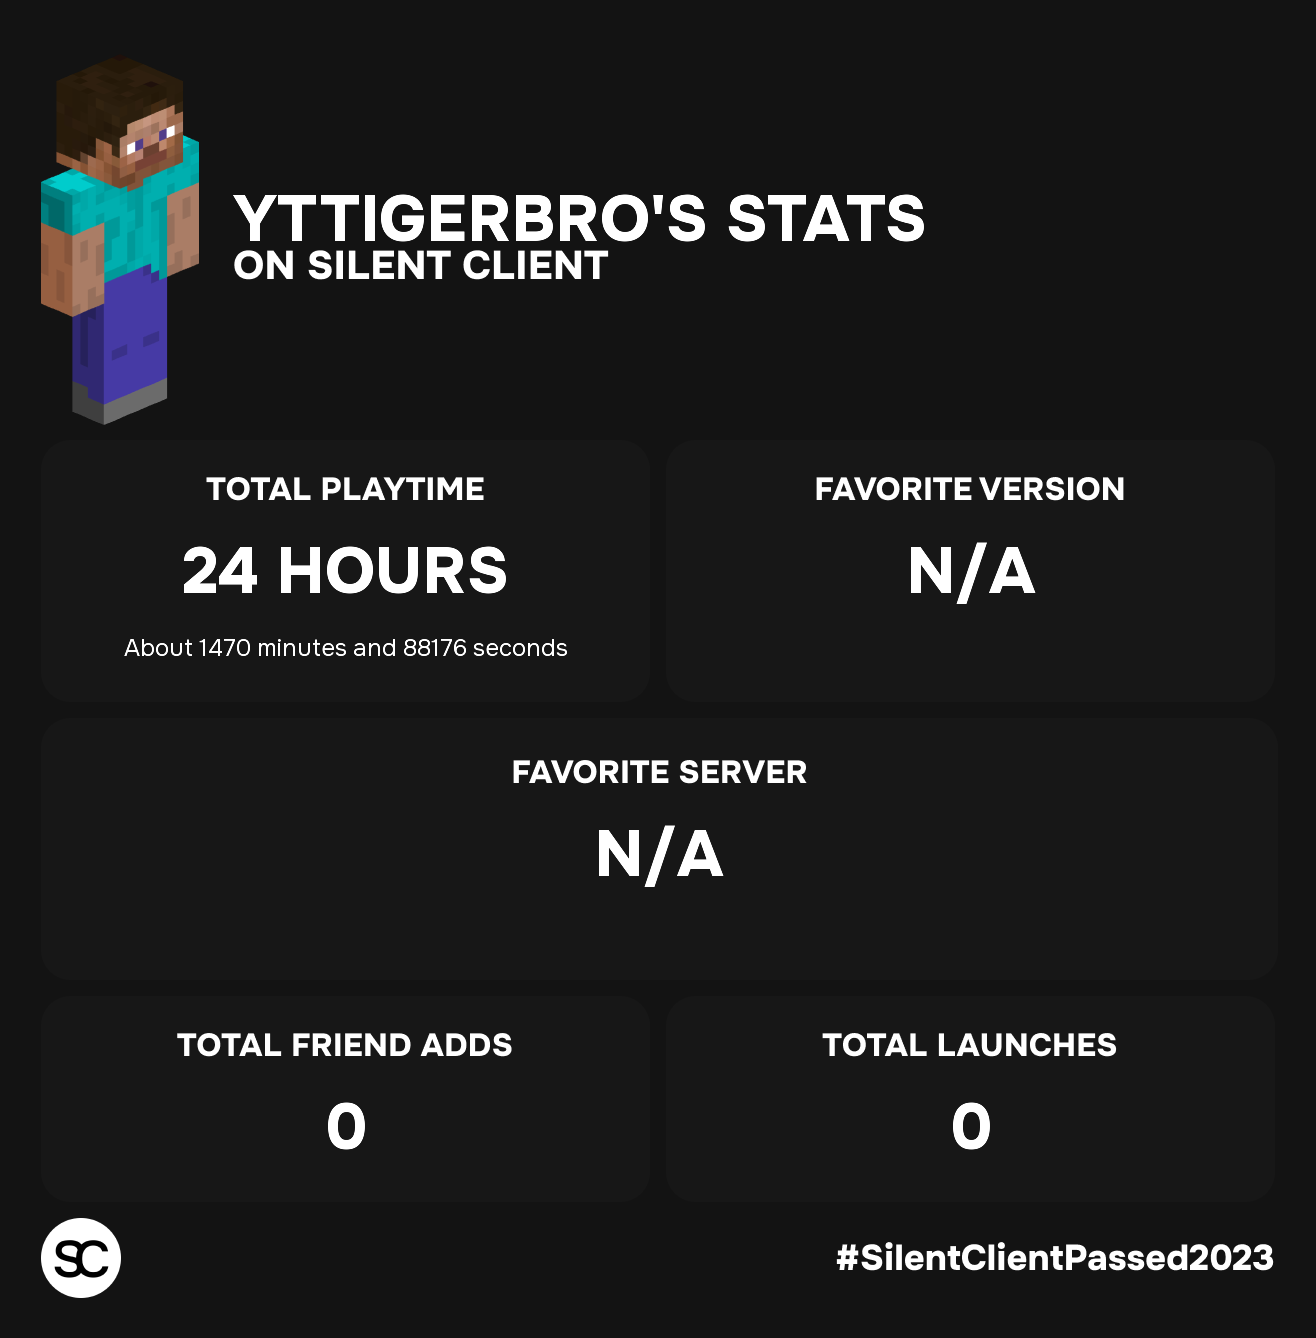 YTTIGERBRO'S STATS
ON SILENT CLIENT
TOTAL PLAYTIME
24 HOURS
About 1470 minutes and 88176 seconds
FAVORITE VERSION
N/A
FAVORITE SERVER
N/A
TOTAL FRIEND ADDS
0
TOTAL LAUNCHES
0
SC
#SilentClientPassed2023